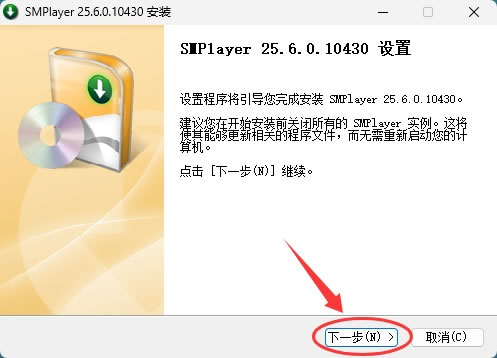 SMPlayer 25.6.0.10430 安装
SMPlayer 25.6.0.10430 设置
设置程序将引导您完成安装 SMPlayer 25.6.0.10430。
建议您在开始安装前关闭所有的 SMPlayer 实例。这将
使其能够更新相关的程序文件，而无需重新启动您的计
算机。
点击 [下一步(N)] 继续。
下一步(N) >
取消(C)